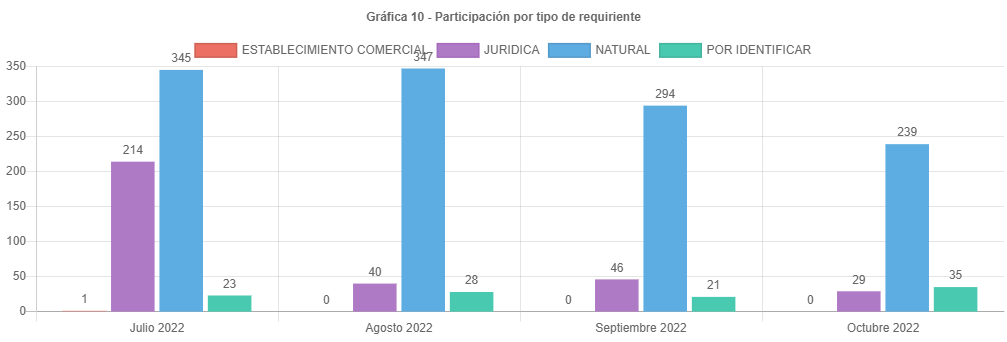 Gráfica 10 - Participación por tipo de requiriente
ESTABLECIMIENTO COMERCIAL JURIDICA NATURAL POR IDENTIFICAR
350
300
250
200
150
100
50
0
1 214 345 23
0 40 347 28
0 46 294 21
0 29 239 35
Julio 2022 Agosto 2022 Septiembre 2022 Octubre 2022